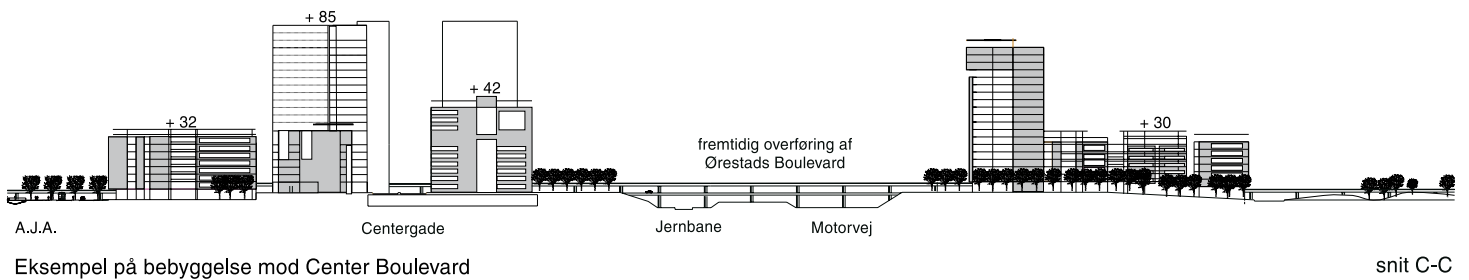 + 85
+ 42
+ 32
+ 30
fremtidig overføring af
Ørestads Boulevard
A.J.A.
Centergade
Jernbane
Motorvej
Eksempel på bebyggelse mod Center Boulevard
snit C-C